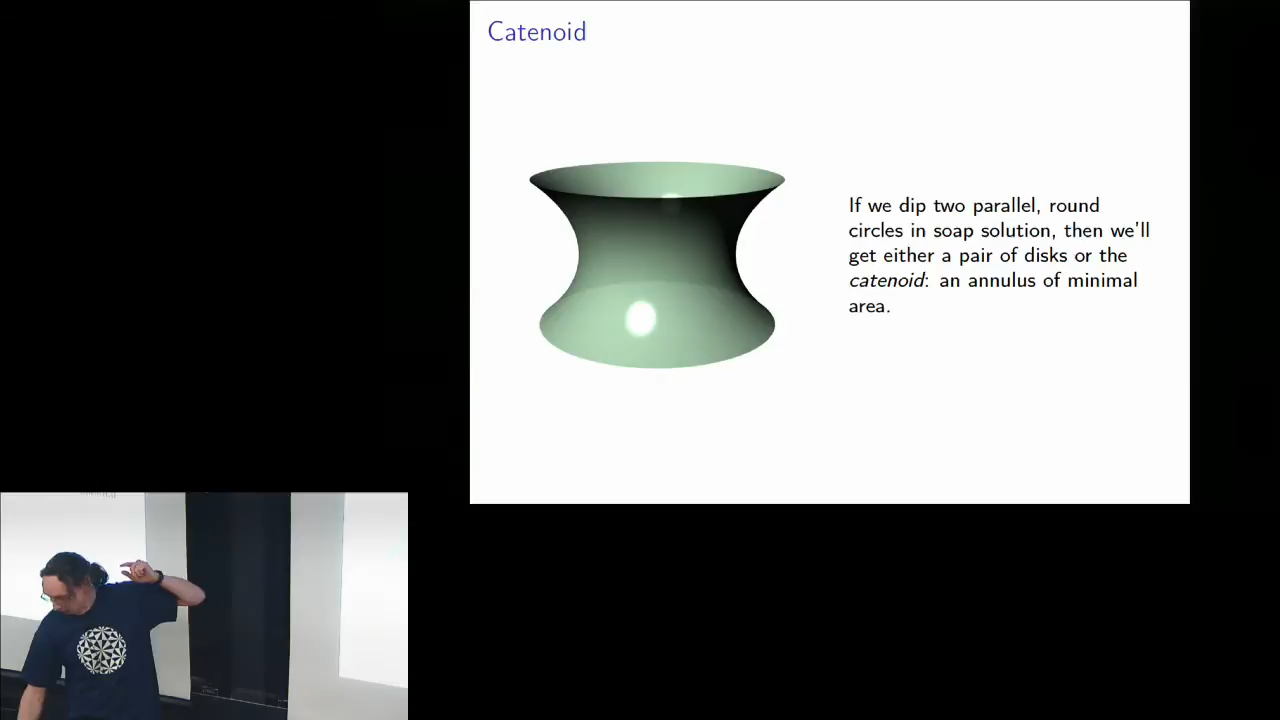 Catenoid
If we dip two parallel, round
circles in soap solution, then we'll
get either a pair of disks or the
catenoid: an annulus of minimal
area.